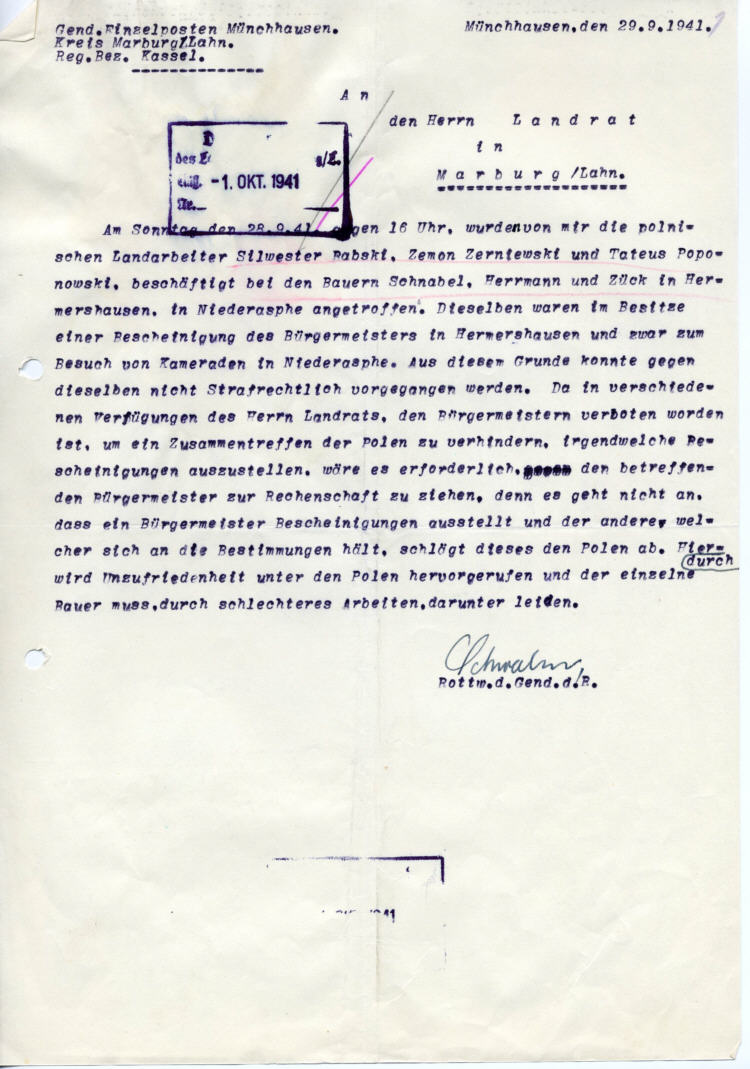 Gend.Einzelposten Münchhausen.
Kreis Marburg/Lahn.
Reg.Bez. Kassel.
Münchhausen,den 29.9.1941.
An
den Herrn Landrat
in
Marburg/Lahn.
D
des
eing. -1. OKT. 1941
Nr.
Am Sonntag den 28.9.41 gegen 16 Uhr, wurdenvon mir die polni=
schen Landarbeiter Silwester Babski, Zemon Zerniewski und Tateus Popo=
nowski, beschäftigt bei den Bauern Schnabel, Herrmann und Zück in Her=
mershausen, in Niederasphe angetroffen. Dieselben waren im Besitze
einer Bescheinigung des Bürgermeisters in Hermershausen und zwar zum
Besuch von Kameraden in Niederasphe. Aus diesem Grunde konnte gegen
dieselben nicht Strafrechtlich vorgegangen werden. Da in verschiede=
nen Verfügungen des Herrn Landrats, den Bürgermeistern verboten worden
ist, um ein Zusammentreffen der Polen zu verhindern, irgendwelche Be=
scheinigungen auszustellen, wäre es erforderlich, den betreffen=
den Bürgermeister zur Rechenschaft zu ziehen, denn es geht nicht an,
dass ein Bürgermeister Bescheinigungen ausstellt und der andere, wel=
cher sich an die Bestimmungen hält, schlägt dieses den Polen ab. Hier=
durch
wird Unzufriedenheit unter den Polen hervorgerufen und der einzelne
Bauer muss,durch schlechteres Arbeiten,darunter leiden.
Schwalm
Rottw.d.Gend.d.R.